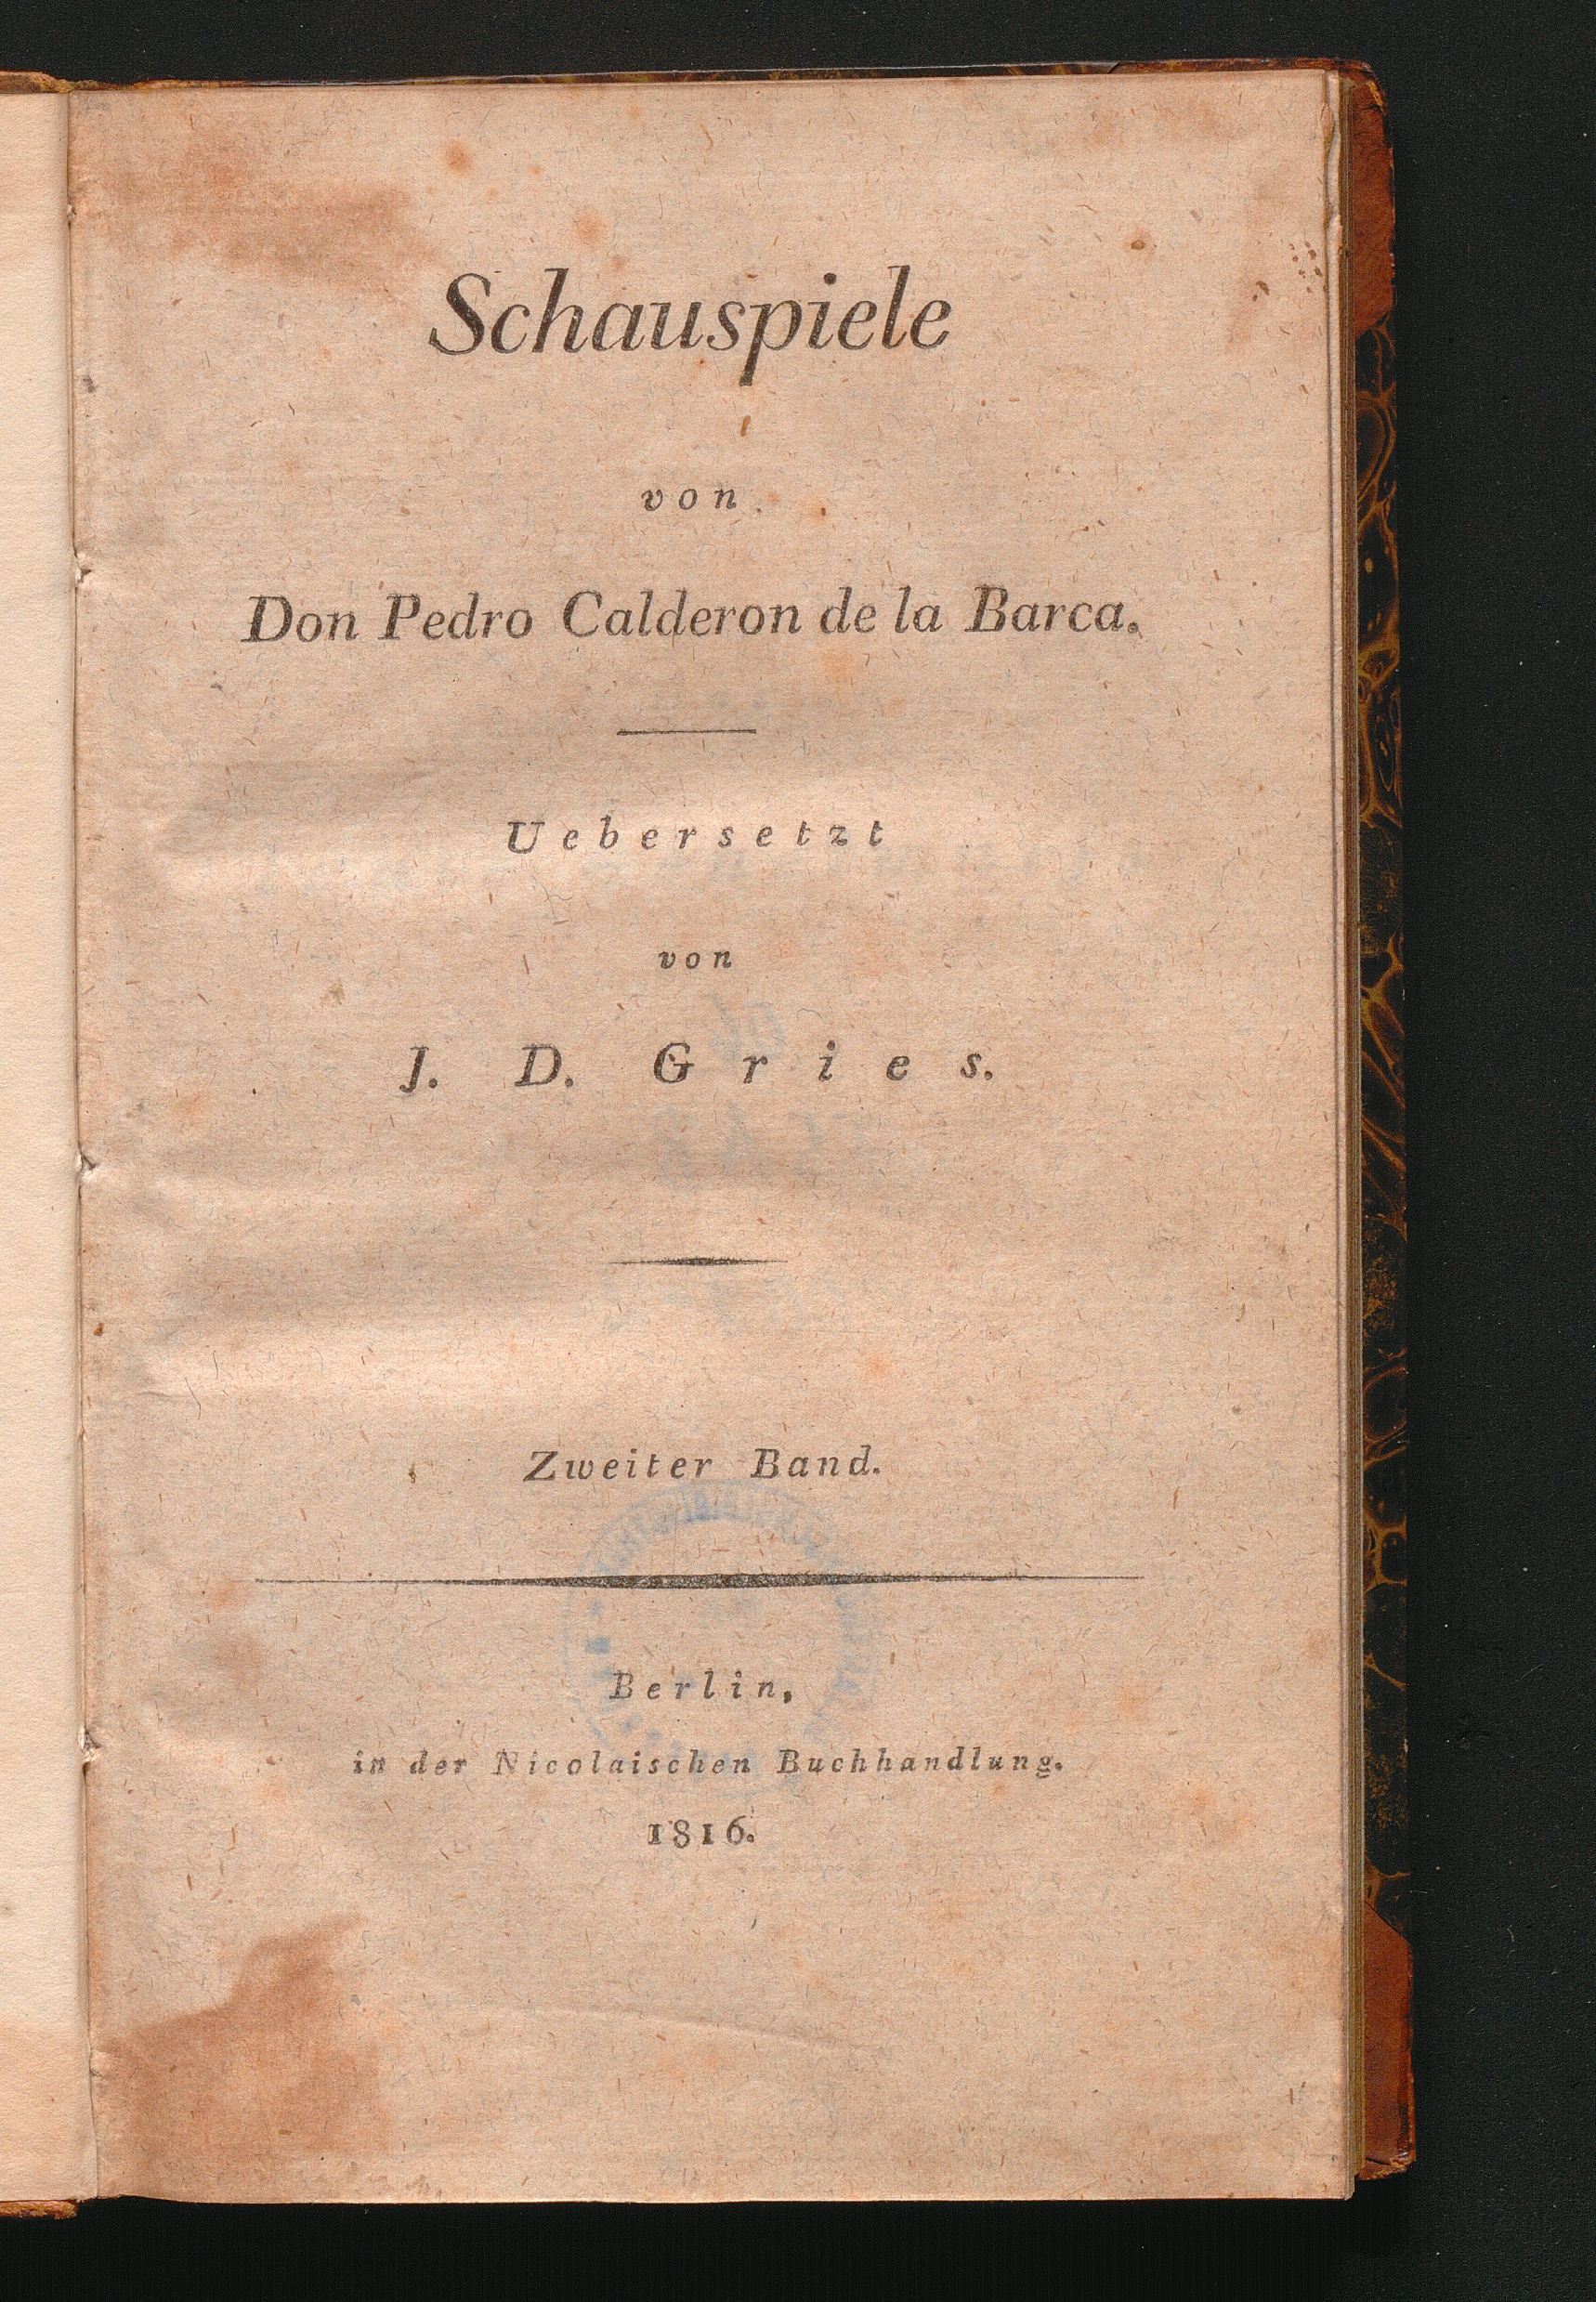 Schauspiele
von
Don Pedro Calderon de la Barca.
Uebersetzt
von
J. D. Gries.
Zweiter Band.
Berlin,
in der Nicolaischen Buchhandlung.
1816.